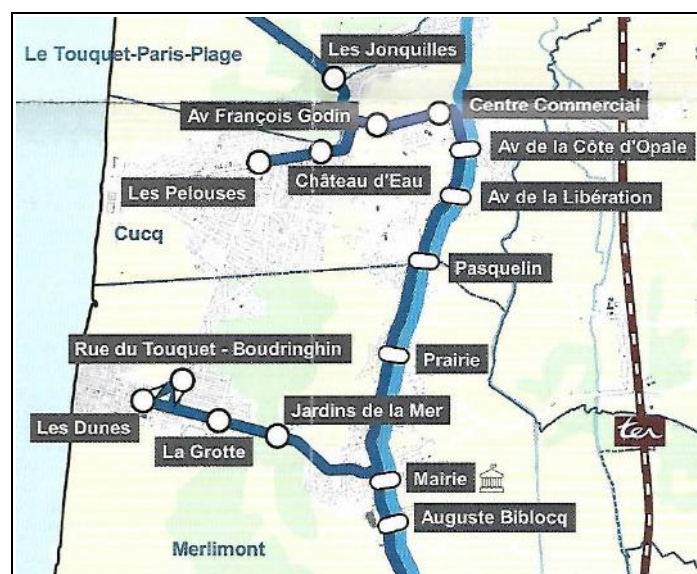 Les Jonquilles
Le Touquet-Paris-Plage
Centre Commercial
Av François Godin
Av de la Côte d'Opale
Château d'Eau
Les Pelouses
Av de la Libération
Cucq
Pasquelin
Rue du Touquet - Boudringhin
Prairie
Jardins de la Mer
Les Dunes
ter
La Grotte
Mairie
Auguste Biblocq
Merlimont